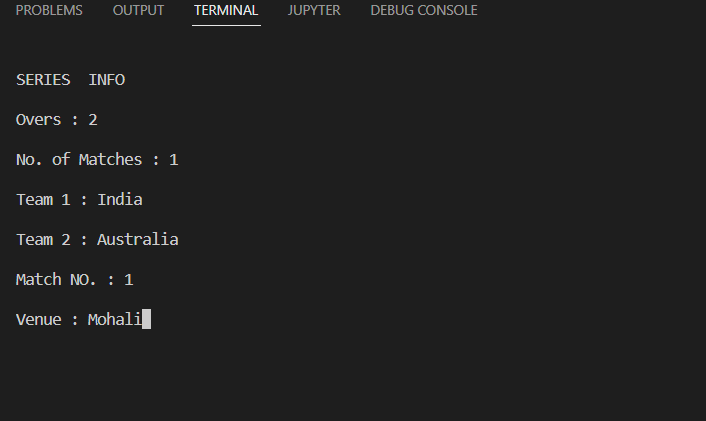 PROBLEMS OUTPUT TERMINAL JUPYTER DEBUG CONSOLE
SERIES  INFO
Overs : 2
No. of Matches : 1
Team 1 : India
Team 2 : Australia
Match NO. : 1
Venue : Mohali